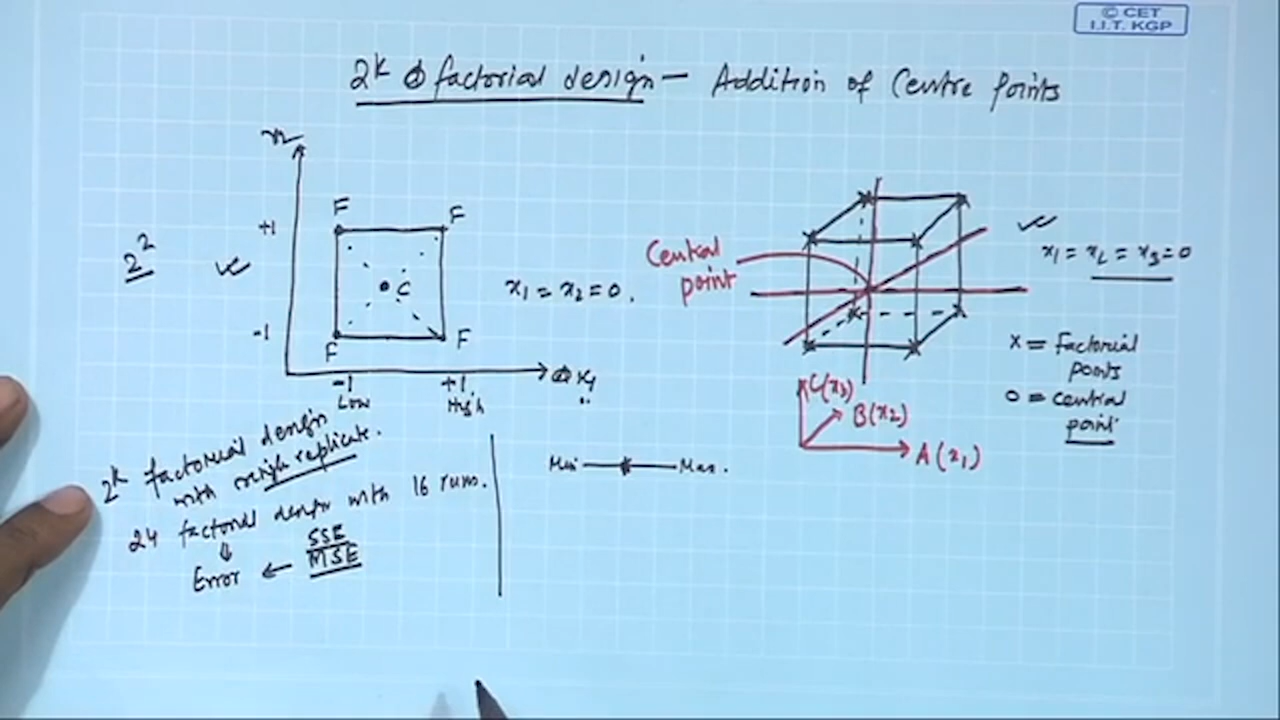 © CET
I.I.T. KGP
2^k factorial design — Addition of Centre points
x2
+1
-1
F F
F F
C
2^2
x1 = x2 = 0.
-1
Low
+1
High
x1
Central
point
x1 = x2 = x3 = 0
x = Factorial
points
o = central
point
C(x3)
B(x2)
A(x1)
2^k factorial design
with single replicate.
24 factorial design with 16 runs.
⇓
Error ← SSE
MSE
Min — Max.